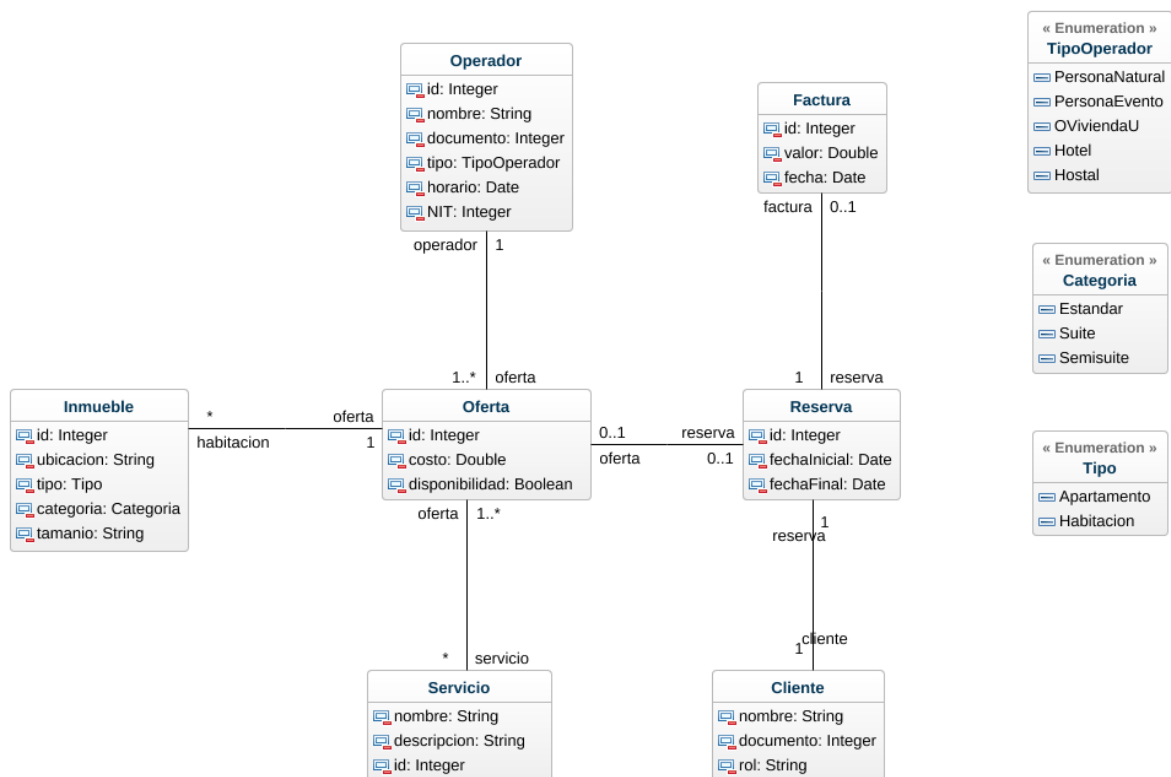 Operador
id: Integer
nombre: String
documento: Integer
tipo: TipoOperador
horario: Date
NIT: Integer
operador
1
1..*
oferta
Factura
id: Integer
valor: Double
fecha: Date
factura
0..1
1
reserva
« Enumeration »
TipoOperador
PersonaNatural
PersonaEvento
OViviendaU
Hotel
Hostal
« Enumeration »
Categoria
Estandar
Suite
Semisuite
« Enumeration »
Tipo
Apartamento
Habitacion
Inmueble
id: Integer
ubicacion: String
tipo: Tipo
categoria: Categoria
tamanio: String
*
habitacion
oferta
1
Oferta
id: Integer
costo: Double
disponibilidad: Boolean
0..1
oferta
reserva
0..1
Reserva
id: Integer
fechaInicial: Date
fechaFinal: Date
oferta
1..*
*
servicio
1
reserva
cliente
1
Servicio
nombre: String
descripcion: String
id: Integer
Cliente
nombre: String
documento: Integer
rol: String